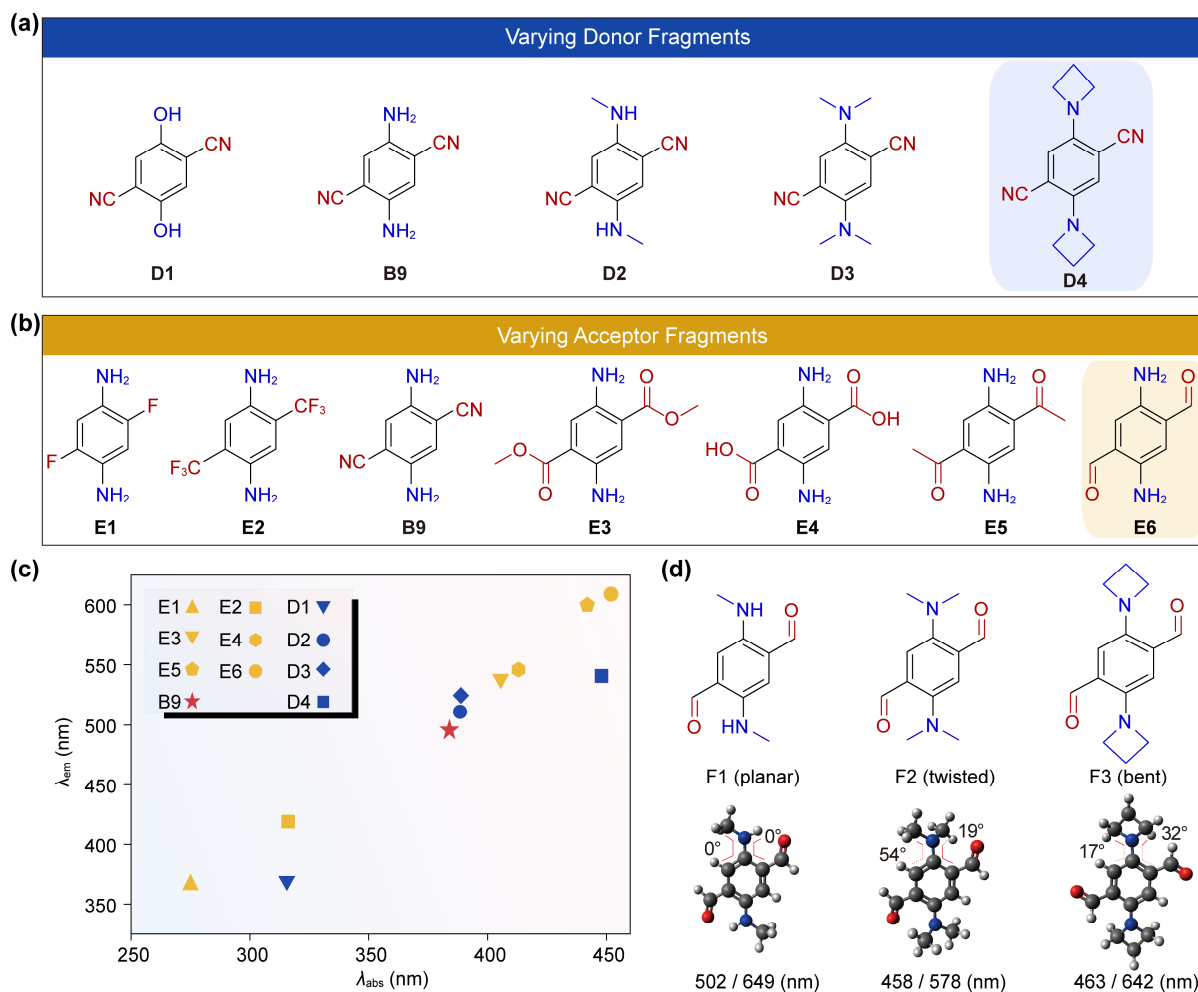 (a)
Varying Donor Fragments
OH
CN
NC
OH
D1
NH₂
CN
NC
NH₂
B9
NH
CN
NC
HN
D2
N
CN
NC
N
D3
N
CN
NC
N
D4
(b)
Varying Acceptor Fragments
NH₂
F
F
NH₂
E1
NH₂
CF₃
F₃C
NH₂
E2
NH₂
CN
NC
NH₂
B9
NH₂
O
O
O
O
NH₂
E3
NH₂
O
OH
HO
O
NH₂
E4
NH₂
O
O
NH₂
E5
NH₂
O
O
NH₂
E6
(c)
E1 E2 D1
E3 E4 D2
E5 E6 D3
B9 D4
λem (nm)
600
550
500
450
400
350
250 300 350 400 450
λabs (nm)
(d)
NH
O
O
HN
F1 (planar)
0° 0°
502 / 649 (nm)
N
O
O
N
F2 (twisted)
19°
54°
458 / 578 (nm)
N
O
O
N
F3 (bent)
32°
17°
463 / 642 (nm)